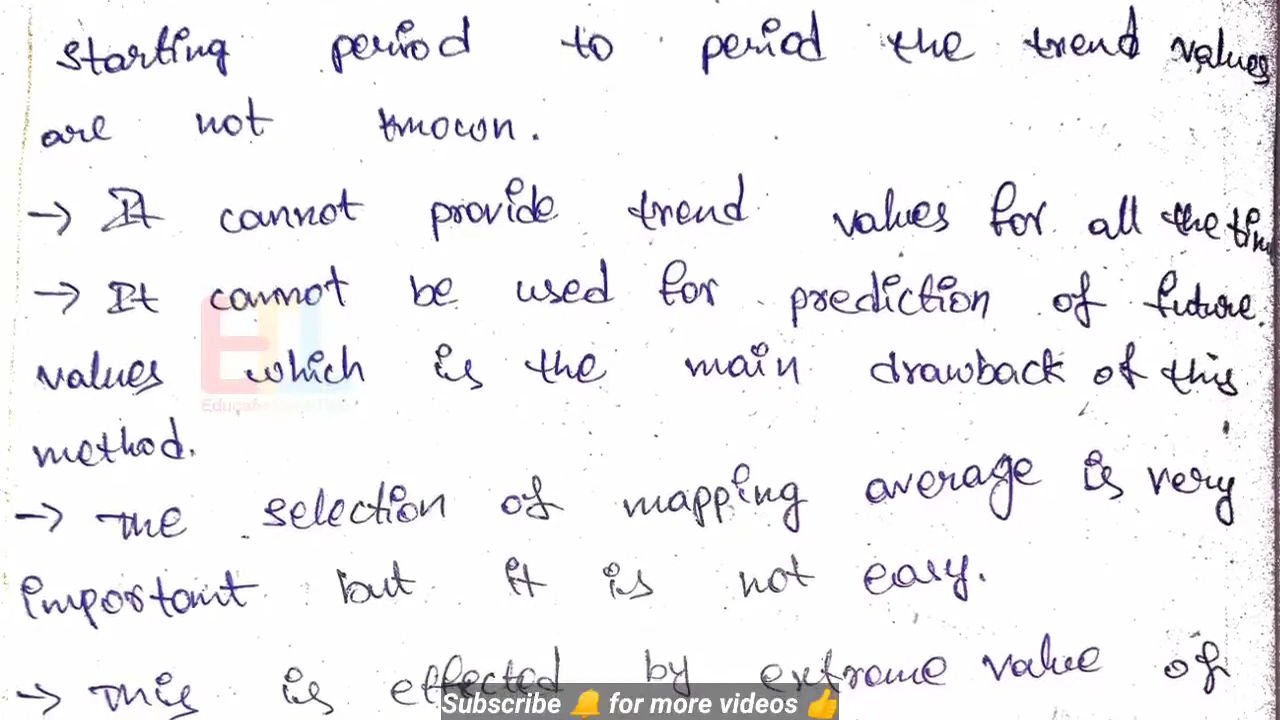 starting period to period the trend values
are not tmocon.
→ It cannot provide trend values for all the tim
→ It cannot be used for prediction of future.
values which is the main drawback of this
method.
→ The selection of mapping average is very
important but it is not easy.
→ This is effected by extrame value of
Subscribe 🔔 for more videos 👍